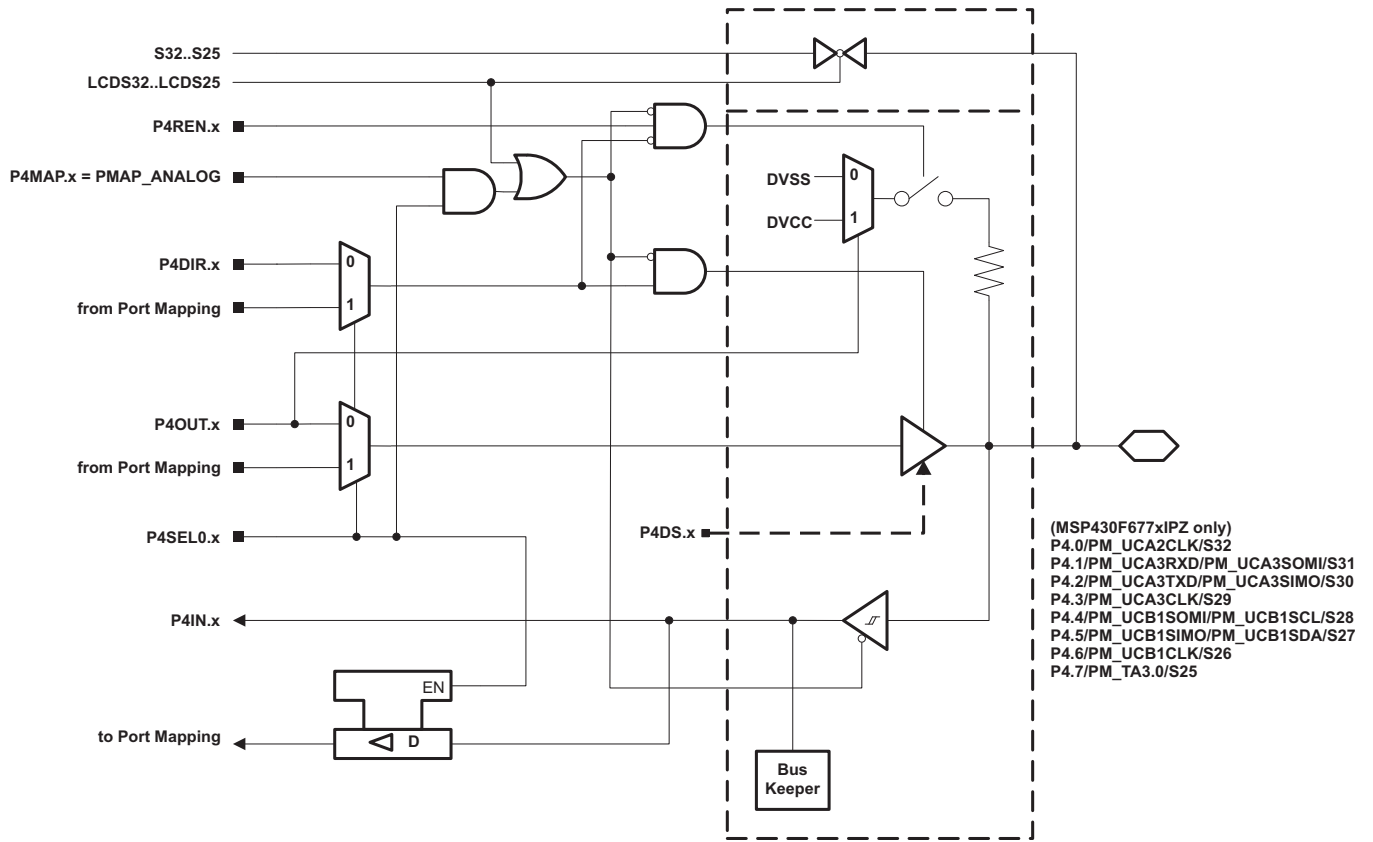 S32..S25
LCDS32..LCDS25
P4REN.x
P4MAP.x = PMAP_ANALOG
DVSS
0
DVCC
1
P4DIR.x
0
from Port Mapping
1
P4OUT.x
0
from Port Mapping
1
P4SEL0.x
P4DS.x
(MSP430F677xIPZ only)
P4.0/PM_UCA2CLK/S32
P4.1/PM_UCA3RXD/PM_UCA3SOMI/S31
P4.2/PM_UCA3TXD/PM_UCA3SIMO/S30
P4.3/PM_UCA3CLK/S29
P4.4/PM_UCB1SOMI/PM_UCB1SCL/S28
P4.5/PM_UCB1SIMO/PM_UCB1SDA/S27
P4.6/PM_UCB1CLK/S26
P4.7/PM_TA3.0/S25
P4IN.x
EN
to Port Mapping
D
Bus
Keeper